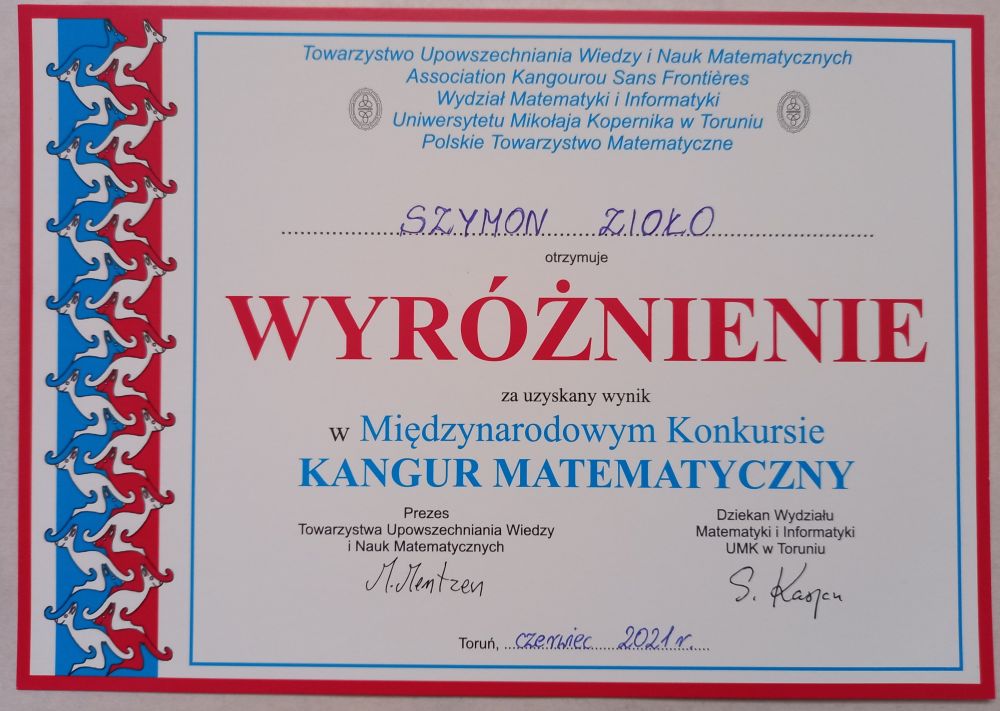 Towarzystwo Upowszechniania Wiedzy i Nauk Matematycznych
Association Kangourou Sans Frontières
Wydział Matematyki i Informatyki
Uniwersytetu Mikołaja Kopernika w Toruniu
Polskie Towarzystwo Matematyczne
SZYMON ZIOŁO
otrzymuje
WYRÓŻNIENIE
za uzyskany wynik
w Międzynarodowym Konkursie
KANGUR MATEMATYCZNY
Prezes
Towarzystwa Upowszechniania Wiedzy
i Nauk Matematycznych
M. Mentzen
Dziekan Wydziału
Matematyki i Informatyki
UMK w Toruniu
S. Kasjan
Toruń, czerwiec 2021 r.